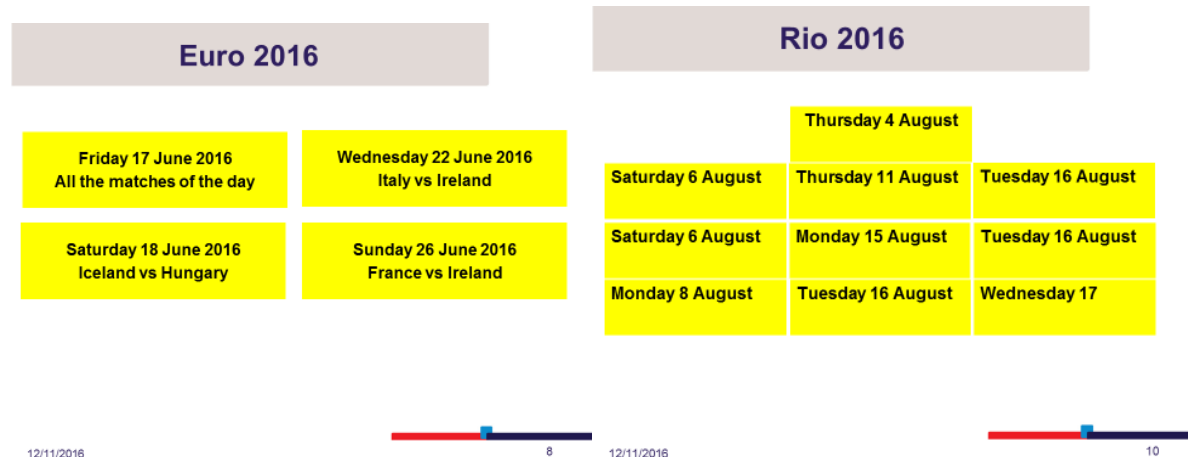 Euro 2016
Friday 17 June 2016
All the matches of the day
Wednesday 22 June 2016
Italy vs Ireland
Saturday 18 June 2016
Iceland vs Hungary
Sunday 26 June 2016
France vs Ireland
12/11/2016
8
Rio 2016
Thursday 4 August
Saturday 6 August
Thursday 11 August
Tuesday 16 August
Saturday 6 August
Monday 15 August
Tuesday 16 August
Monday 8 August
Tuesday 16 August
Wednesday 17
12/11/2016
10